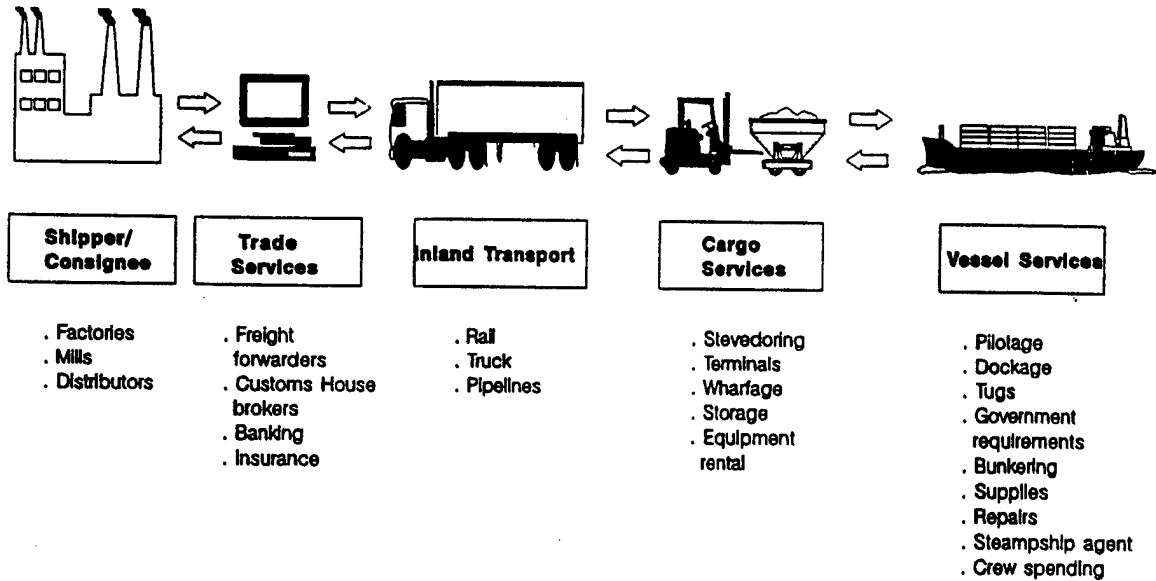 Shipper/
Consignee
Trade
Services
Inland Transport
Cargo
Services
Vessel Services
. Factories
. Mills
. Distributors
. Freight
forwarders
. Customs House
brokers
. Banking
. Insurance
. Rail
. Truck
. Pipelines
. Stevedoring
. Terminals
. Wharfage
. Storage
. Equipment
rental
. Pilotage
. Dockage
. Tugs
. Government
requirements
. Bunkering
. Supplies
. Repairs
. Steampship agent
. Crew spending